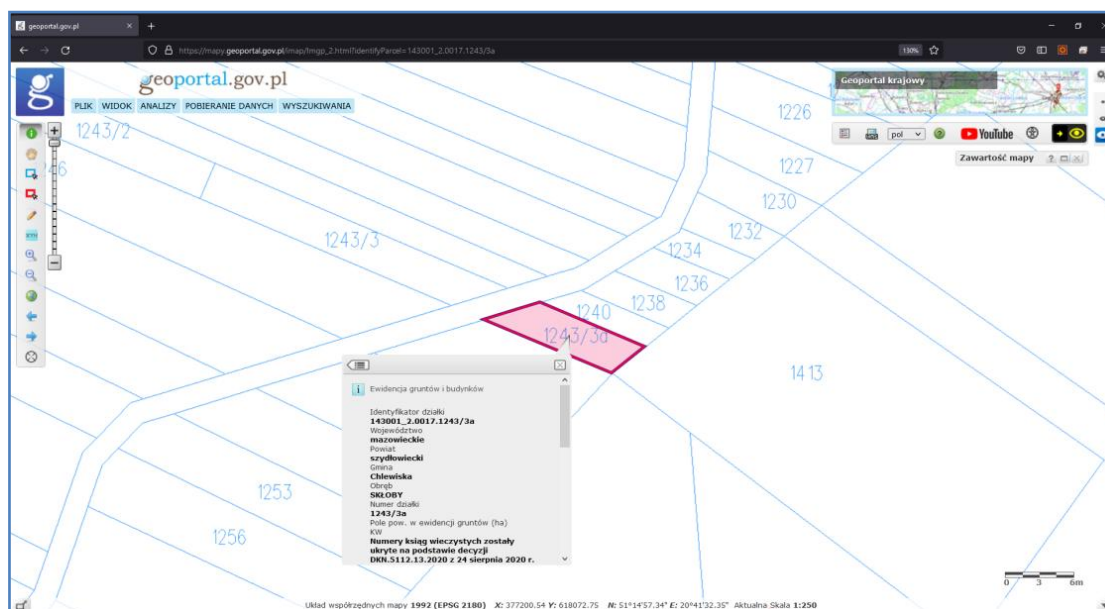 geoportal.gov.pl
https://mapy.geoportal.gov.pl/imap/Imgp_2.html?identifyParcel=143001_2.0017.1243/3a
130%
geoportal.gov.pl
PLIK WIDOK ANALIZY POBIERANIE DANYCH WYSZUKIWANIA
Geoportal krajowy
pol
YouTube
Zawartość mapy
1243/2
1226
1227
1230
1232
1234
1236
1238
1240
1243/3
1243/3a
1413
1253
1256
Ewidencja gruntów i budynków
Identyfikator działki
143001_2.0017.1243/3a
Województwo
mazowieckie
Powiat
szydłowiecki
Gmina
Chlewiska
Obręb
SKŁOBY
Numer działki
1243/3a
Pole pow. w ewidencji gruntów (ha)
KW
Numery ksiąg wieczystych zostały
ukryte na podstawie decyzji
DKN.5112.13.2020 z 24 sierpnia 2020 r.
0 3 6m
Układ współrzędnych mapy 1992 (EPSG 2180) X: 377200.54 Y: 618072.75 N: 51°14'57.34" E: 20°41'32.35" Aktualna Skala 1:250